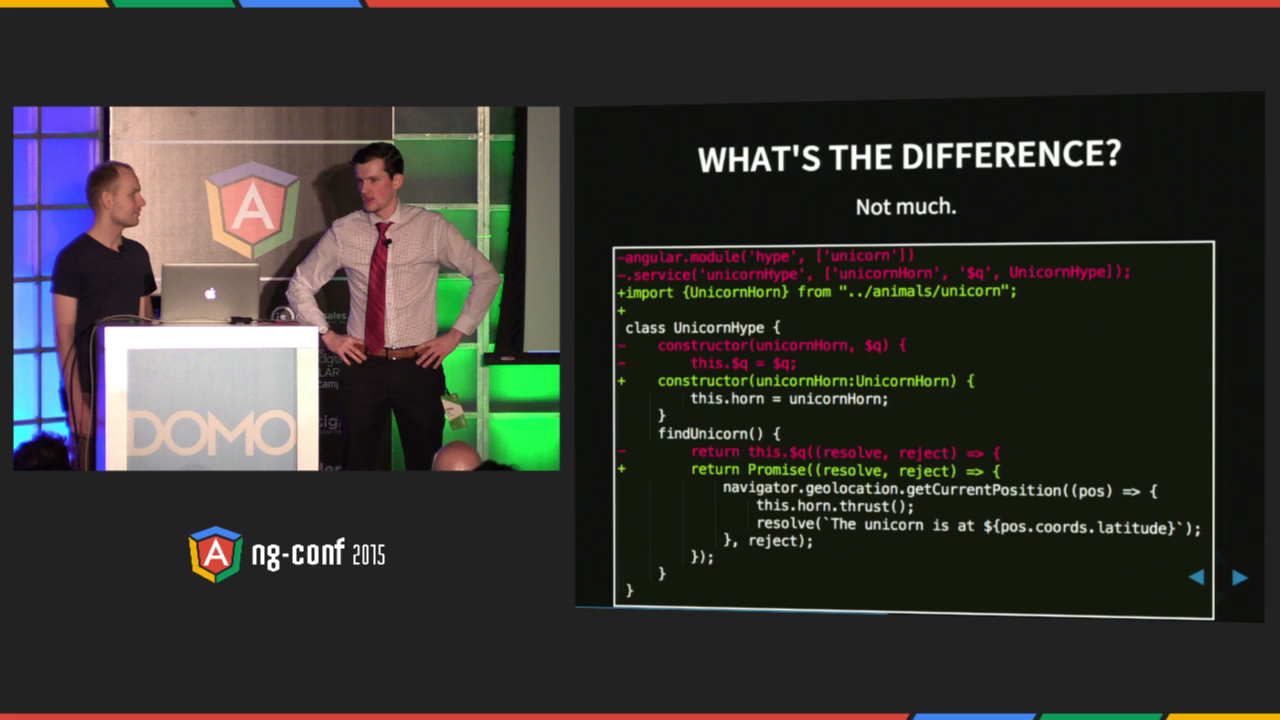 A
DOMO
A ng-conf 2015
WHAT'S THE DIFFERENCE?
Not much.
-angular.module('hype', ['unicorn'])
-.service('unicornHype', ['unicornHorn', '$q', UnicornHype]);
+import {UnicornHorn} from "../animals/unicorn";
+
class UnicornHype {
-    constructor(unicornHorn, $q) {
-        this.$q = $q;
+    constructor(unicornHorn:UnicornHorn) {
        this.horn = unicornHorn;
    }
    findUnicorn() {
-        return this.$q((resolve, reject) => {
+        return Promise((resolve, reject) => {
            navigator.geolocation.getCurrentPosition((pos) => {
                this.horn.thrust();
                resolve(`The unicorn is at ${pos.coords.latitude}`);
            }, reject);
        });
    }
}